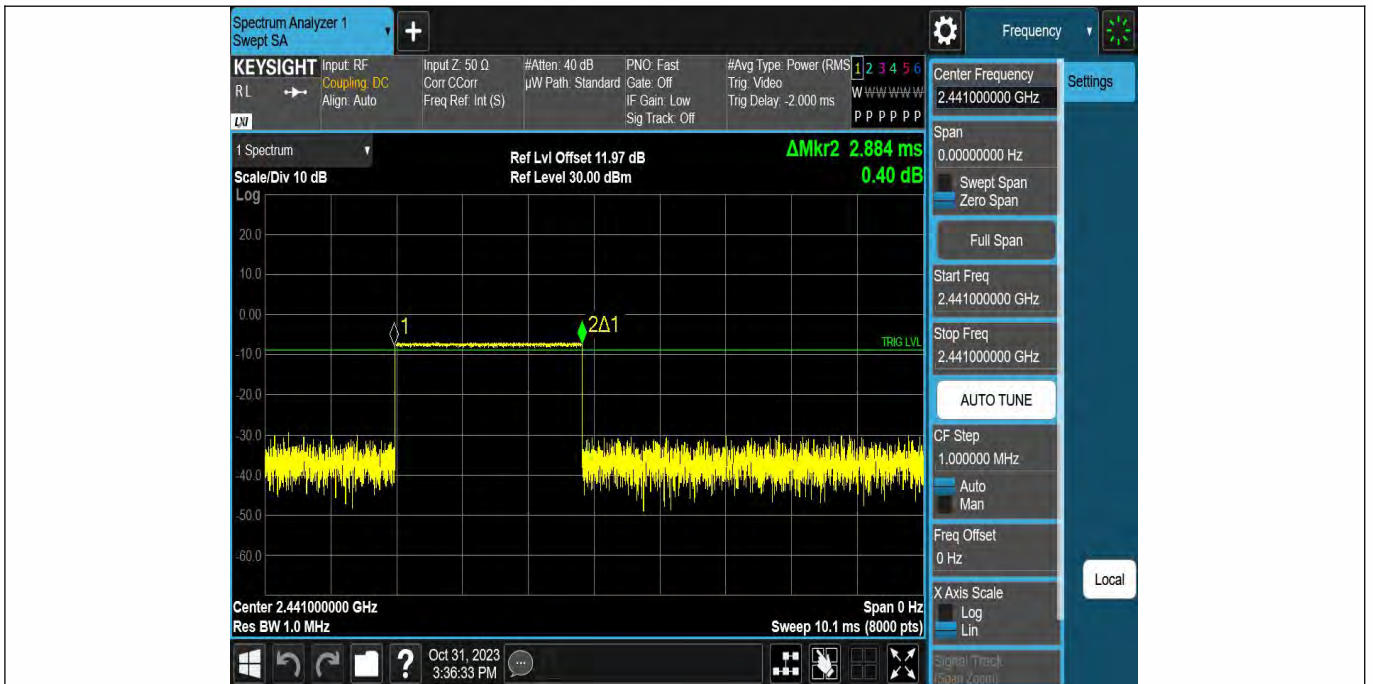 Spectrum Analyzer 1
Swept SA
+
Frequency
KEYSIGHT
RL
LXI
Input: RF
Coupling: DC
Align: Auto
Input Z: 50 Ω
Corr CCorr
Freq Ref: Int (S)
#Atten: 40 dB
µW Path: Standard
PNO: Fast
Gate: Off
IF Gain: Low
Sig Track: Off
#Avg Type: Power (RMS
Trig: Video
Trig Delay: -2.000 ms
1 2 3 4 5 6
W W W W W W
P P P P P P
1 Spectrum
Scale/Div 10 dB
Log
Ref Lvl Offset 11.97 dB
Ref Level 30.00 dBm
ΔMkr2 2.884 ms
0.40 dB
20.0
10.0
0.00
-10.0
-20.0
-30.0
-40.0
-50.0
-60.0
1
2Δ1
TRIG LVL
Center 2.441000000 GHz
Res BW 1.0 MHz
Span 0 Hz
Sweep 10.1 ms (8000 pts)
Center Frequency
2.441000000 GHz
Settings
Span
0.00000000 Hz
Swept Span
Zero Span
Full Span
Start Freq
2.441000000 GHz
Stop Freq
2.441000000 GHz
AUTO TUNE
CF Step
1.000000 MHz
Auto
Man
Freq Offset
0 Hz
X Axis Scale
Log
Lin
Signal Track
(Span Zoom)
Local
?
Oct 31, 2023
3:36:33 PM